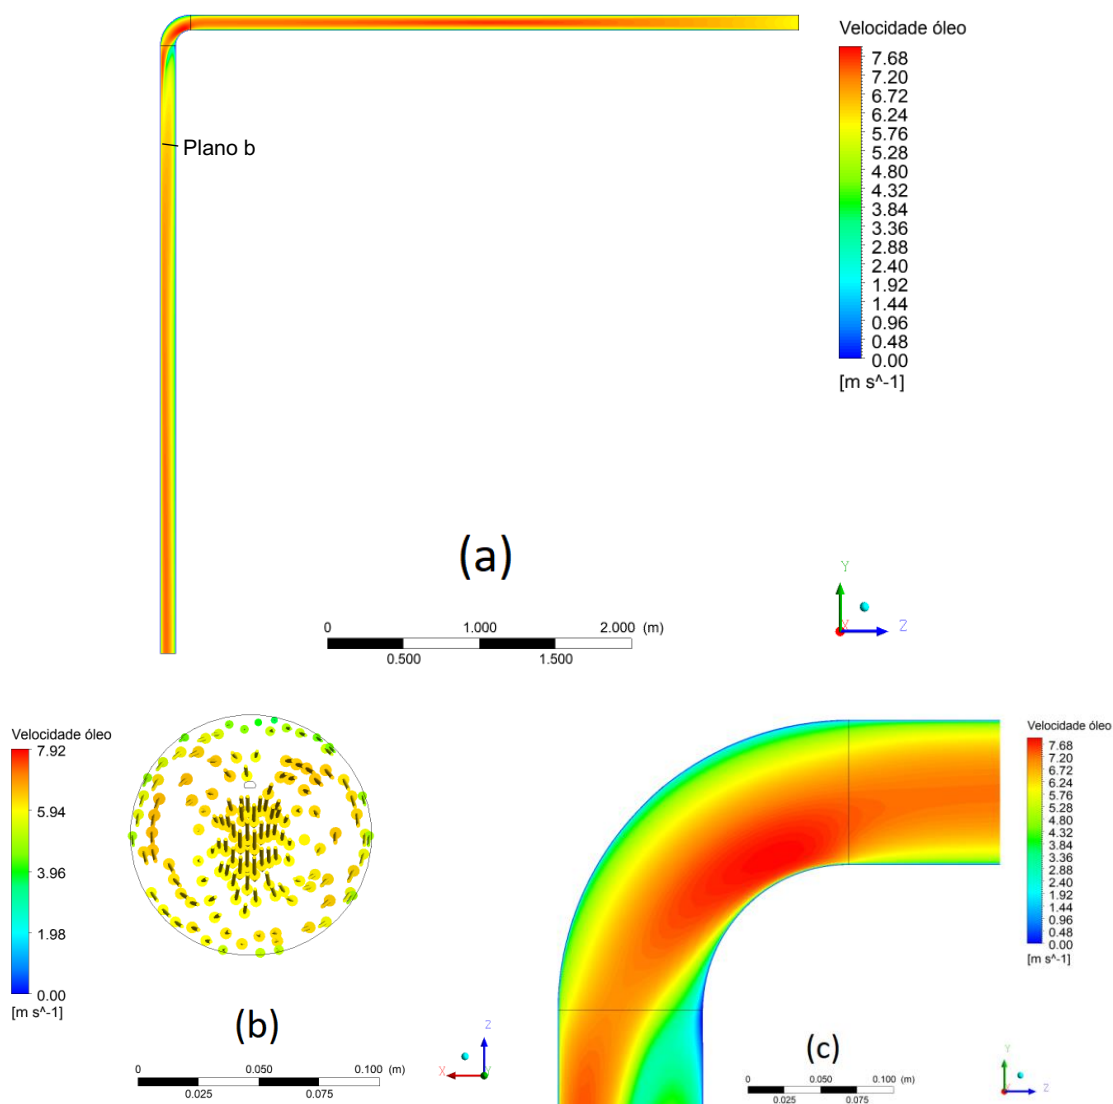 Velocidade óleo
7.68
7.20
6.72
6.24
5.76
5.28
4.80
4.32
3.84
3.36
2.88
2.40
1.92
1.44
0.96
0.48
0.00
[m s^-1]
Plano b
(a)
0 1.000 2.000 (m)
0.500 1.500
Y
X Z
Velocidade óleo
7.92
5.94
3.96
1.98
0.00
[m s^-1]
(b)
0 0.050 0.100 (m)
0.025 0.075
Z
X Y
Velocidade óleo
7.68
7.20
6.72
6.24
5.76
5.28
4.80
4.32
3.84
3.36
2.88
2.40
1.92
1.44
0.96
0.48
0.00
[m s^-1]
(c)
0 0.050 0.100 (m)
0.025 0.075
Y
X Z